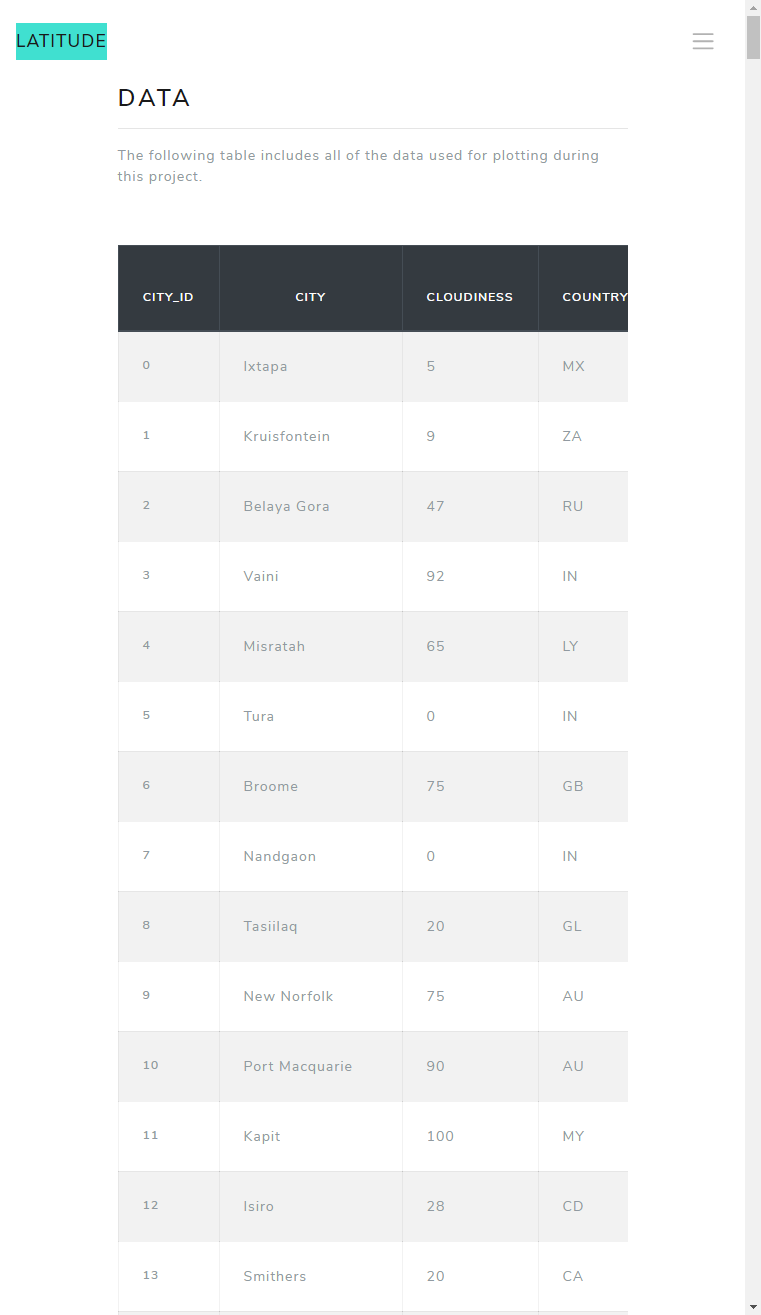 LATITUDE
DATA
The following table includes all of the data used for plotting during
this project.
CITY_ID CITY CLOUDINESS COUNTRY
0 Ixtapa 5 MX
1 Kruisfontein 9 ZA
2 Belaya Gora 47 RU
3 Vaini 92 IN
4 Misratah 65 LY
5 Tura 0 IN
6 Broome 75 GB
7 Nandgaon 0 IN
8 Tasiilaq 20 GL
9 New Norfolk 75 AU
10 Port Macquarie 90 AU
11 Kapit 100 MY
12 Isiro 28 CD
13 Smithers 20 CA